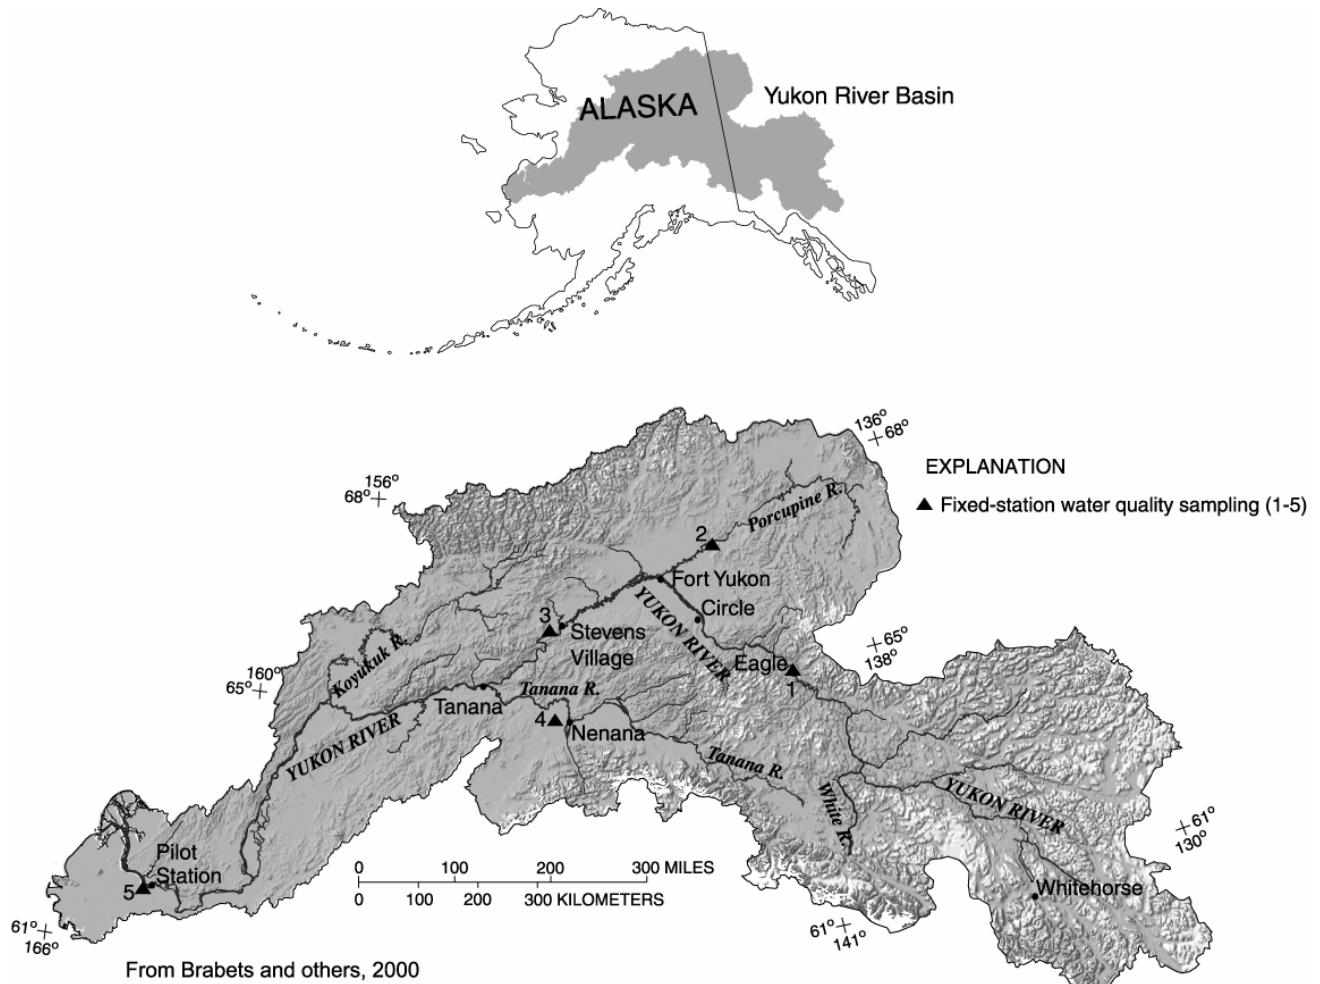 ALASKA
Yukon River Basin
136°
68°
EXPLANATION
Fixed-station water quality sampling (1-5)
156°
68°
Porcupine R.
2
Fort Yukon
Circle
YUKON RIVER
3
Stevens
Village
65°
138°
Eagle
1
Koyukuk R.
160°
65°
Tanana R.
Tanana
4
Nenana
YUKON RIVER
Tanana R.
White R.
YUKON RIVER
61°
130°
Pilot
Station
5
0 100 200 300 MILES
0 100 200 300 KILOMETERS
Whitehorse
61°
166°
61°
141°
From Brabets and others, 2000